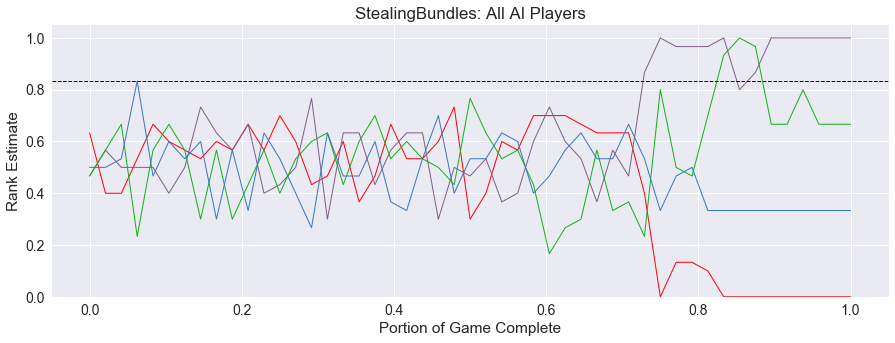 StealingBundles: All AI Players
1.0
0.8
0.6
0.4
0.2
0.0
Rank Estimate
0.0 0.2 0.4 0.6 0.8 1.0
Portion of Game Complete